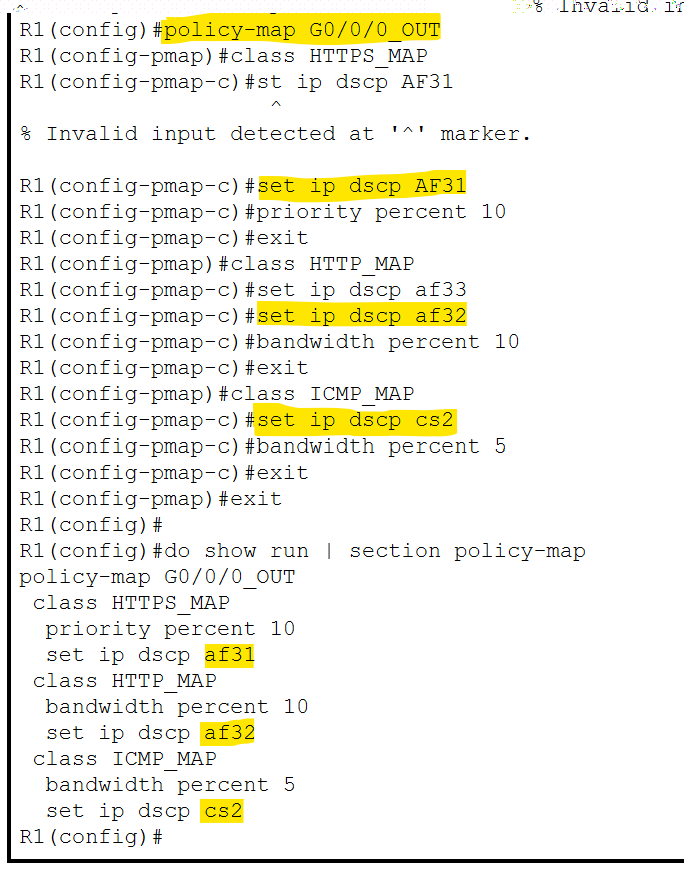 ^ % Invalid
R1(config)#policy-map G0/0/0_OUT
R1(config-pmap)#class HTTPS_MAP
R1(config-pmap-c)#st ip dscp AF31
^
% Invalid input detected at '^' marker.
R1(config-pmap-c)#set ip dscp AF31
R1(config-pmap-c)#priority percent 10
R1(config-pmap-c)#exit
R1(config-pmap)#class HTTP_MAP
R1(config-pmap-c)#set ip dscp af33
R1(config-pmap-c)#set ip dscp af32
R1(config-pmap-c)#bandwidth percent 10
R1(config-pmap-c)#exit
R1(config-pmap)#class ICMP_MAP
R1(config-pmap-c)#set ip dscp cs2
R1(config-pmap-c)#bandwidth percent 5
R1(config-pmap-c)#exit
R1(config-pmap)#exit
R1(config)#
R1(config)#do show run | section policy-map
policy-map G0/0/0_OUT
class HTTPS_MAP
priority percent 10
set ip dscp af31
class HTTP_MAP
bandwidth percent 10
set ip dscp af32
class ICMP_MAP
bandwidth percent 5
set ip dscp cs2
R1(config)#